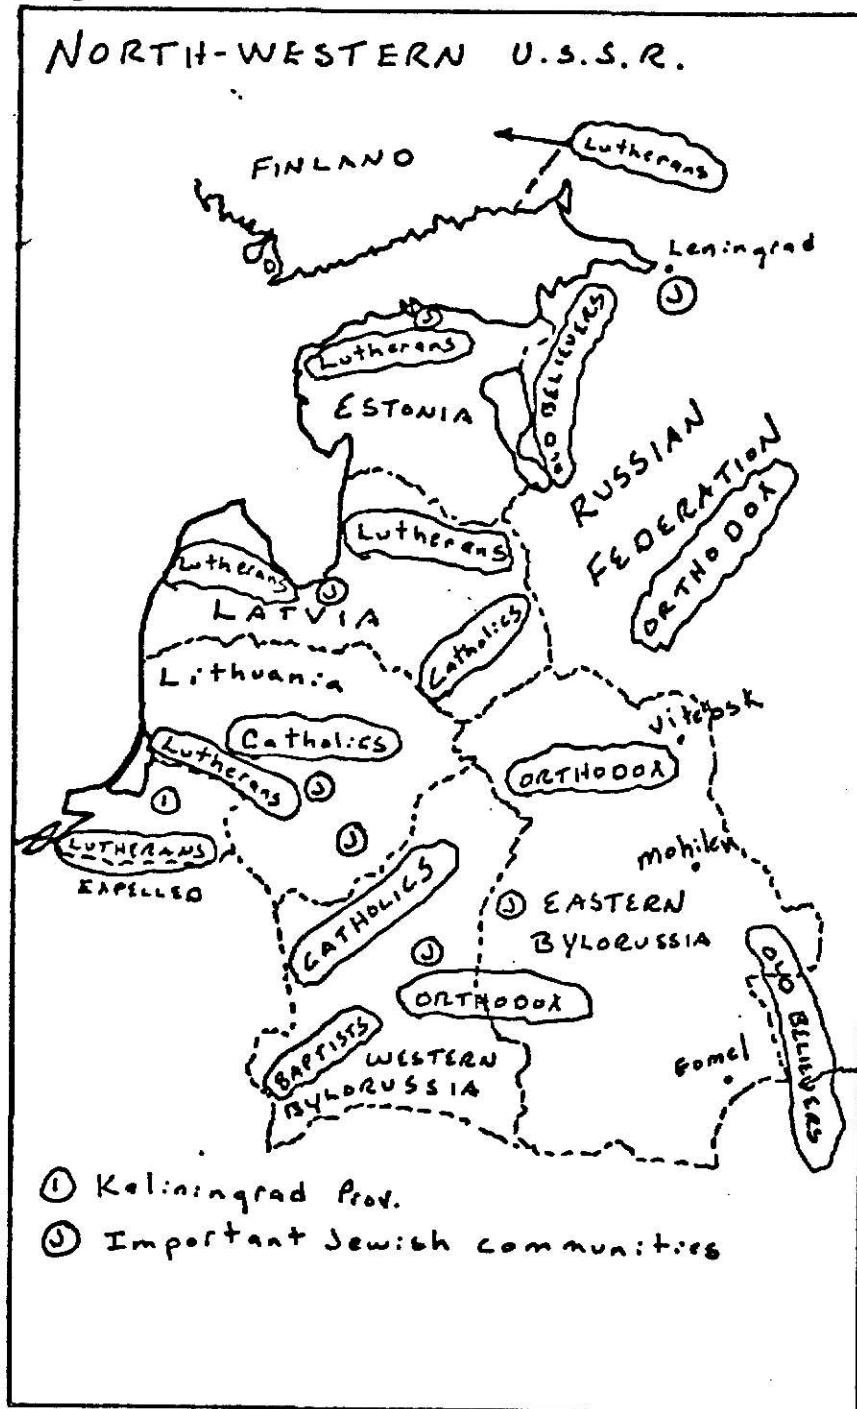 NORTH-WESTERN U.S.S.R.
FINLAND
Lutherans
Leningrad
J
J
Lutherans
OLD BELIEVERS
ESTONIA
RUSSIAN
FEDERATION
ORTHODOX
Lutherans
Lutherans
J
LATVIA
Catholics
Lithuania
Vitebsk
Catholics
Lutherans
ORTHODOX
1
J
J
LUTHERANS
EXPELLED
Mohilev
CATHOLICS
J
EASTERN
BYLORUSSIA
J
OLD BELIEVERS
ORTHODOX
BAPTISTS
WESTERN
BYLORUSSIA
Gomel
1 Kaliningrad Prov.
J Important Jewish communities